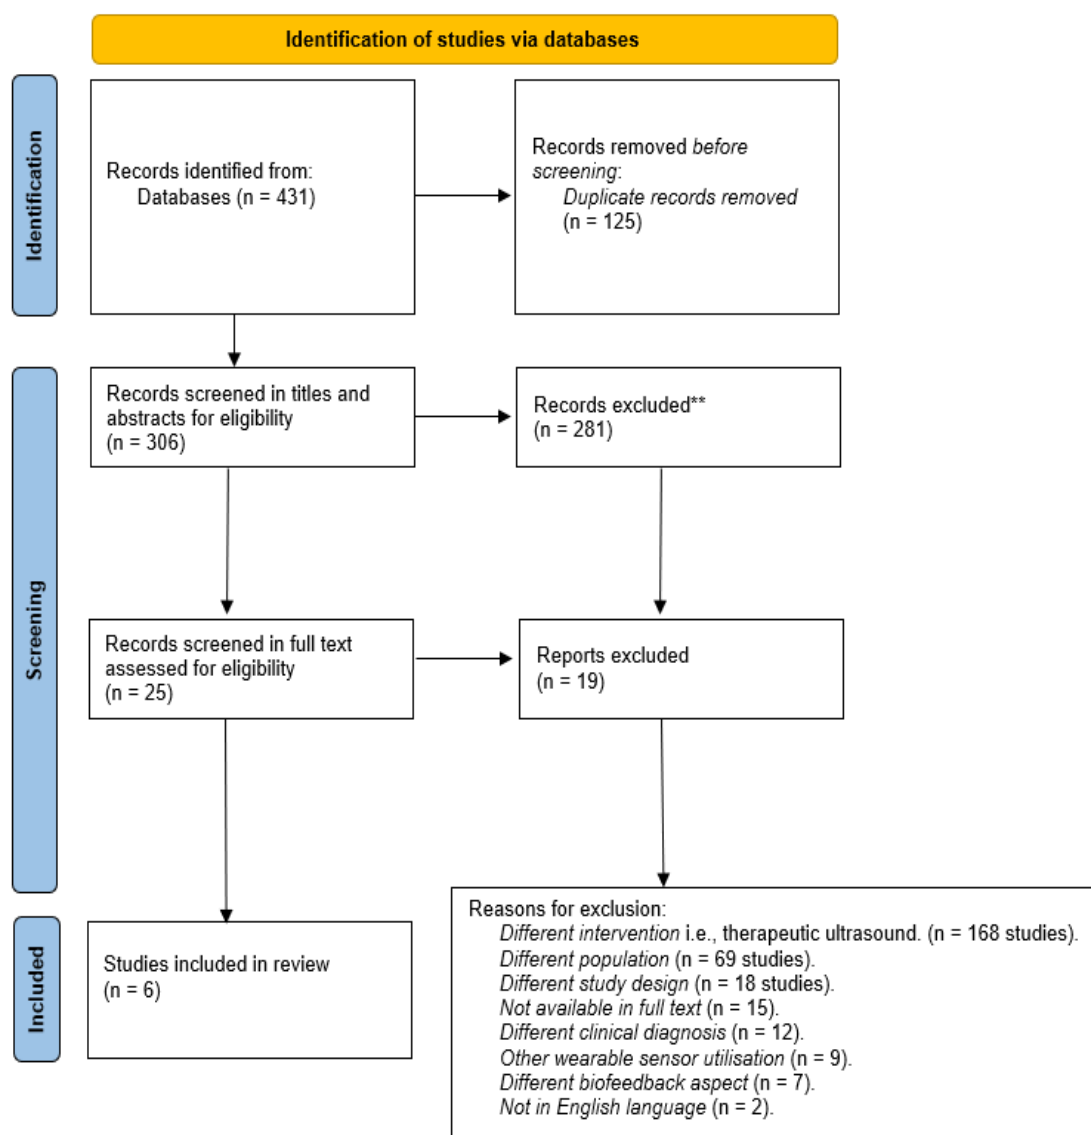 Identification of studies via databases
Identification
Records identified from:
Databases (n = 431)
Records removed before
screening:
Duplicate records removed
(n = 125)
Screening
Records screened in titles and
abstracts for eligibility
(n = 306)
Records excluded**
(n = 281)
Records screened in full text
assessed for eligibility
(n = 25)
Reports excluded
(n = 19)
Included
Studies included in review
(n = 6)
Reasons for exclusion:
Different intervention i.e., therapeutic ultrasound. (n = 168 studies).
Different population (n = 69 studies).
Different study design (n = 18 studies).
Not available in full text (n = 15).
Different clinical diagnosis (n = 12).
Other wearable sensor utilisation (n = 9).
Different biofeedback aspect (n = 7).
Not in English language (n = 2).